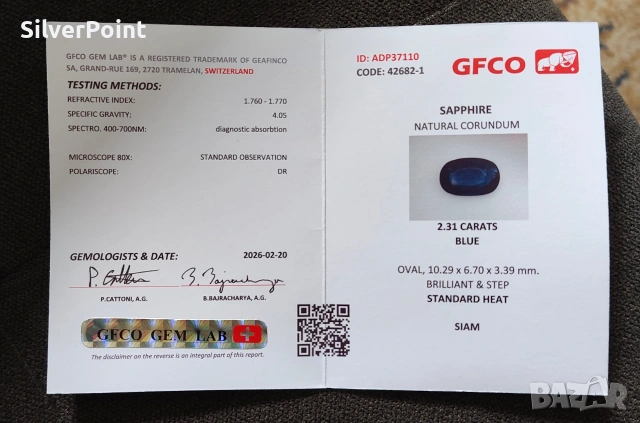 SilverPoint
GFCO GEM LAB® IS A REGISTERED TRADEMARK OF GEAFINCO
SA, GRAND-RUE 169, 2720 TRAMELAN, SWITZERLAND
TESTING METHODS:
REFRACTIVE INDEX: 1.760 - 1.770
SPECIFIC GRAVITY: 4.05
SPECTRO. 400-700NM: diagnostic absorbtion
MICROSCOPE 80X: STANDARD OBSERVATION
POLARISCOPE: DR
GEMOLOGISTS & DATE: 2026-02-20
P. Cattoni B. Bajracharya
P.CATTONI, A.G. B.BAJRACHARYA, A.G.
GFCO GEM LAB
The disclaimer on the reverse is an integral part of this report.
ID: ADP37110
CODE: 42682-1
GFCO
SAPPHIRE
NATURAL CORUNDUM
2.31 CARATS
BLUE
OVAL, 10.29 x 6.70 x 3.39 mm.
BRILLIANT & STEP
STANDARD HEAT
SIAM
BAZAR